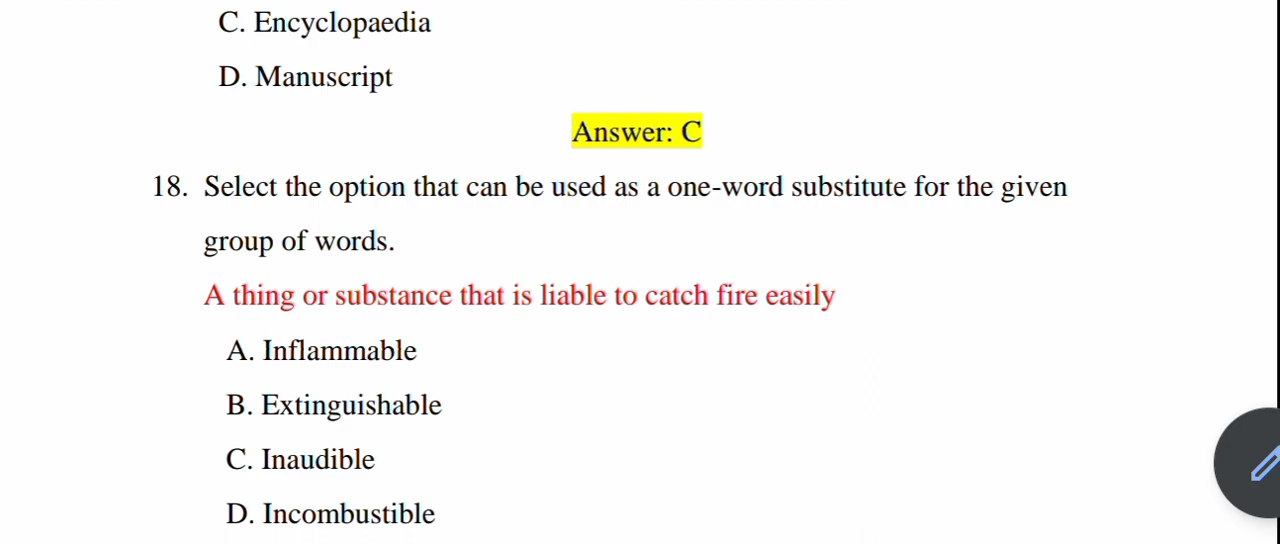 C. Encyclopaedia
D. Manuscript
Answer: C
18. Select the option that can be used as a one-word substitute for the given
group of words.
A thing or substance that is liable to catch fire easily
A. Inflammable
B. Extinguishable
C. Inaudible
D. Incombustible